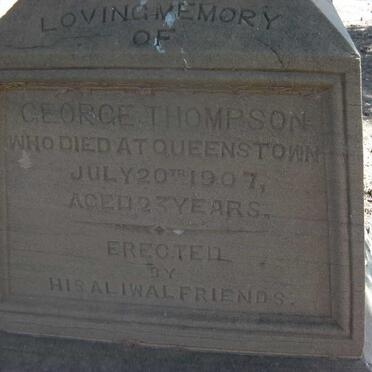 LOVING MEMORY
OF
GEORGE THOMPSON
WHO DIED AT QUEENSTOWN
JULY 20TH 1907,
AGED 23 YEARS.
ERECTED
BY
HIS ALIWAL FRIENDS.